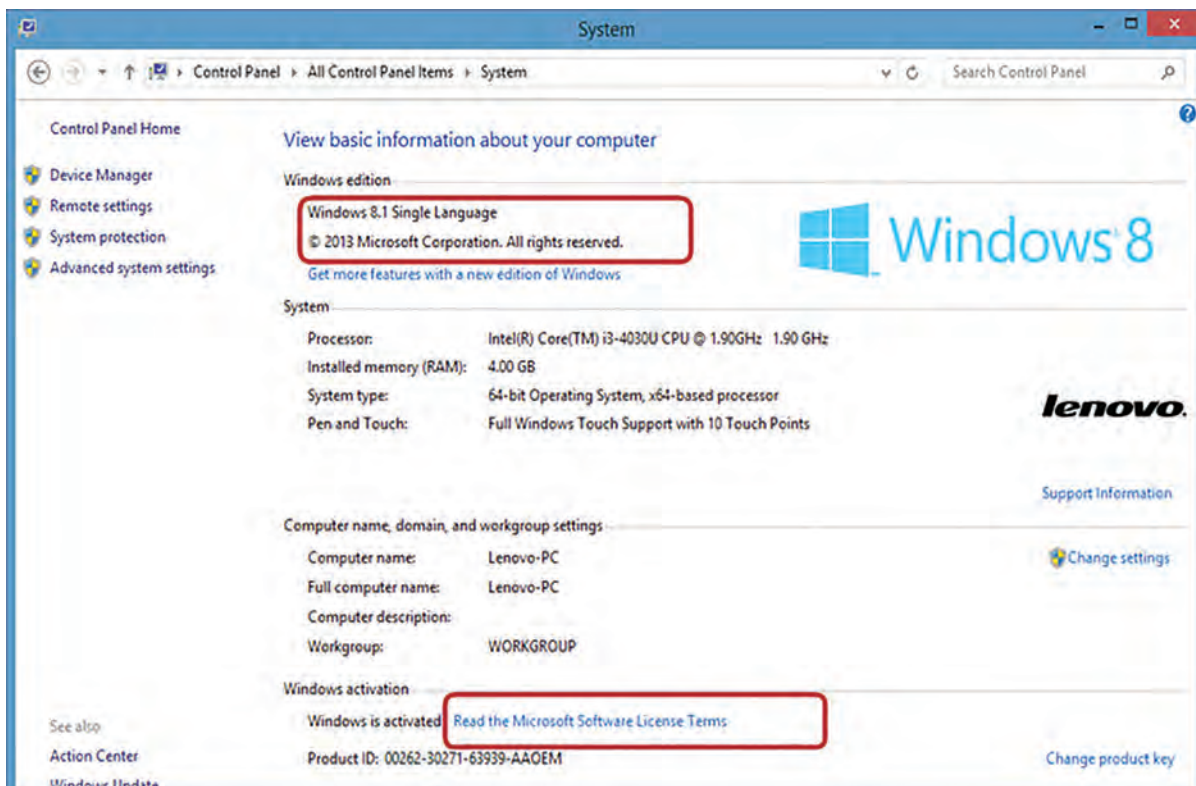 System
Control Panel › All Control Panel Items › System
Search Control Panel
Control Panel Home
Device Manager
Remote settings
System protection
Advanced system settings
View basic information about your computer
Windows edition
Windows 8.1 Single Language
© 2013 Microsoft Corporation. All rights reserved.
Get more features with a new edition of Windows
Windows 8
System
Processor: Intel(R) Core(TM) i3-4030U CPU @ 1.90GHz 1.90 GHz
Installed memory (RAM): 4.00 GB
System type: 64-bit Operating System, x64-based processor
Pen and Touch: Full Windows Touch Support with 10 Touch Points
lenovo.
Support Information
Computer name, domain, and workgroup settings
Computer name: Lenovo-PC
Change settings
Full computer name: Lenovo-PC
Computer description:
Workgroup: WORKGROUP
Windows activation
Windows is activated Read the Microsoft Software License Terms
Product ID: 00262-30271-63939-AAOEM
Change product key
See also
Action Center
Windows Update